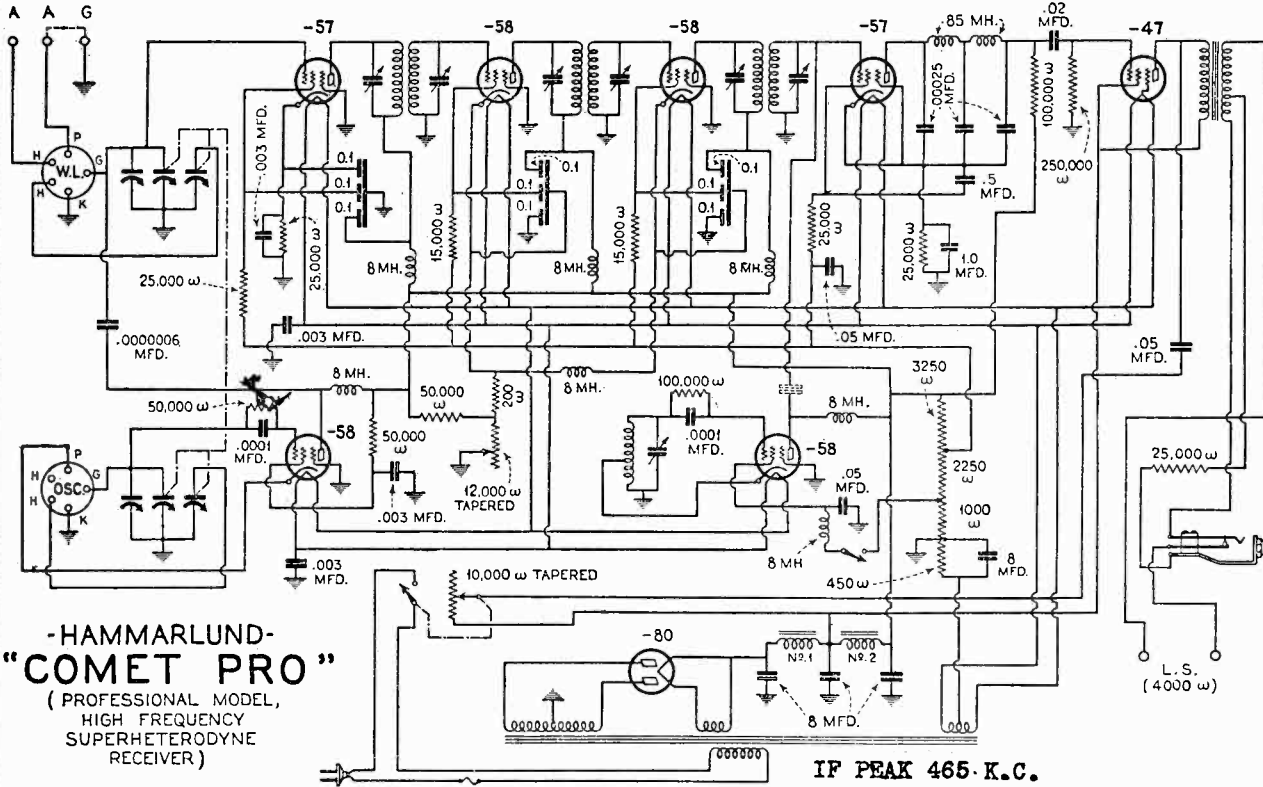 A A G
-57
-58
-58
-57
.85 MH.
.02
MFD.
-47
.00025
MFD.
100,000 ω
250,000
ω
P
H
W.L.
G
H
K
.003 MFD.
0.1
0.1
0.1
25,000 ω
0.1
0.1
0.1
0.1
0.1
0.1
.5
MFD.
15,000 ω
15,000 ω
25,000
ω
25,000 ω
1.0
MFD.
8 MH.
8 MH.
8 MH.
25,000 ω
.0000006
MFD.
.003 MFD.
.05 MFD.
.05
MFD.
8 MH.
8 MH.
50,000 ω
200
ω
100,000 ω
8 MH.
3250
ω
50,000 ω
.0001
MFD.
-58
50,000
ω
.0001
MFD.
-58
2250
ω
25,000 ω
P
H
OSC.
G
H
K
.003 MFD.
12,000 ω
TAPERED
.05
MFD.
1000
ω
8 MH
450 ω
8
MFD.
K
.003
MFD.
10,000 ω TAPERED
-HAMMARLUND-
"COMET PRO"
(PROFESSIONAL MODEL,
HIGH FREQUENCY
SUPERHETERODYNE
RECEIVER)
-80
Nº.1
Nº.2
8 MFD.
L.S.
(4000 ω)
IF PEAK 465 K.C.